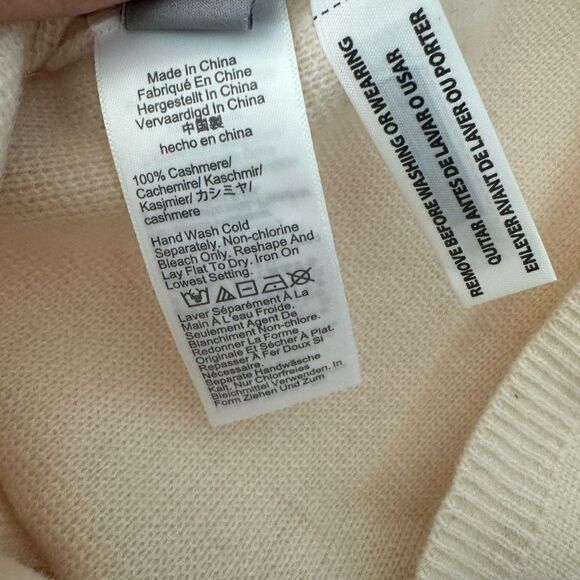 Made In China
Fabriqué En Chine
Hergestellt In China
Vervaardigd In China
中国製
hecho en china
100% Cashmere/
Cachemire/ Kaschmir/
Kasjmier/ カシミヤ/
cashmere
Hand Wash Cold
Separately. Non-chlorine
Bleach Only. Reshape And
Lay Flat To Dry. Iron On
Lowest Setting.
Laver Séparément À La
Main À L'eau Froide.
Seulement Agent De
Blanchiment Non-chlore.
Redonner La Forme
Originale Et Sécher À Plat.
Repasser À Fer Doux SI
Nécessaire.
Separate Handwäsche
Kalt. Nur Chlorfreies
Bleichmittel Verwenden. In
Form Ziehen Und Zum
REMOVE BEFORE WASHING OR WEARING
QUITAR ANTES DE LAVAR O USAR
ENLEVER AVANT DE LAVER OU PORTER